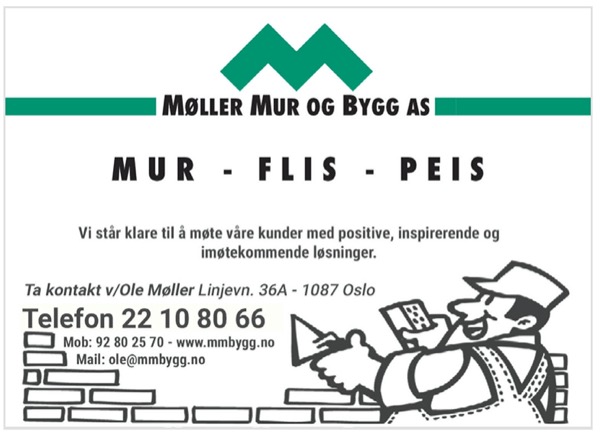 MØLLER MUR OG BYGG AS
MUR - FLIS - PEIS
Vi står klare til å møte våre kunder med positive, inspirerende og
imøtekommende løsninger.
Ta kontakt v/Ole Møller Linjevn. 36A - 1087 Oslo
Telefon 22 10 80 66
Mob: 92 80 25 70 - www.mmbygg.no
Mail: ole@mmbygg.no